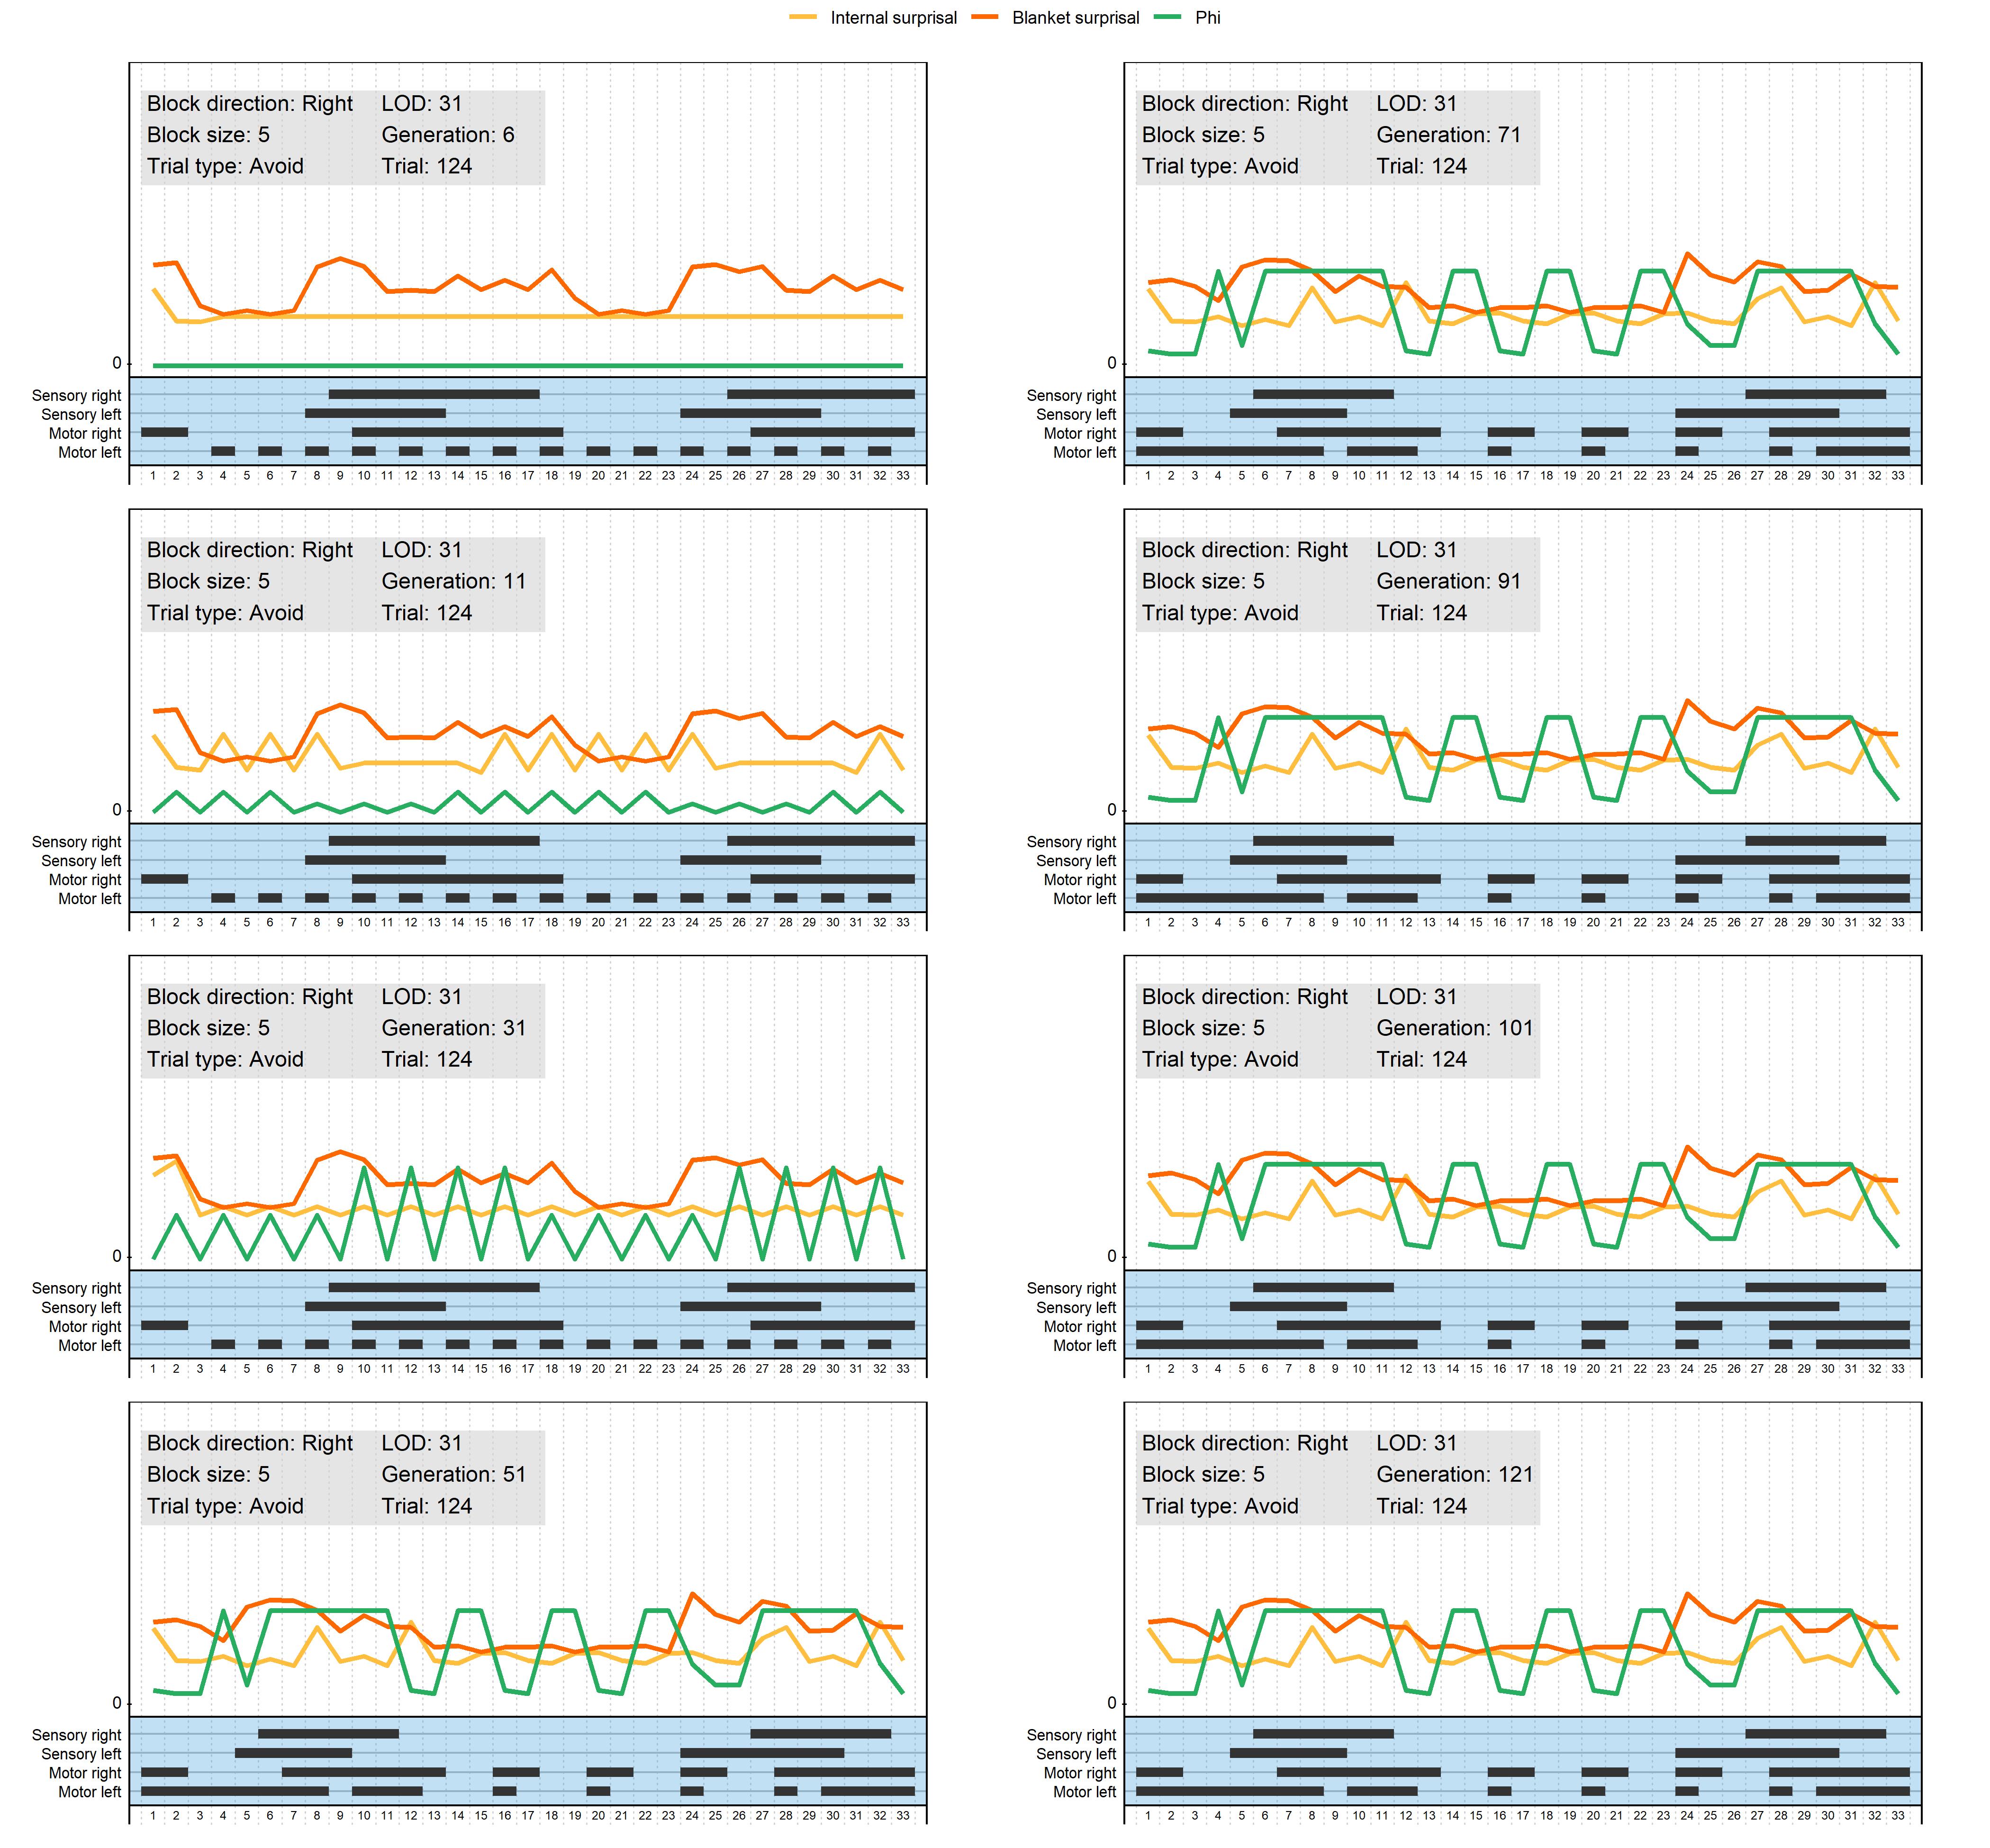 Internal surprisal Blanket surprisal Phi
Block direction: Right LOD: 31
Block size: 5 Generation: 6
Trial type: Avoid Trial: 124
0
Sensory right
Sensory left
Motor right
Motor left
1 2 3 4 5 6 7 8 9 10 11 12 13 14 15 16 17 18 19 20 21 22 23 24 25 26 27 28 29 30 31 32 33
Block direction: Right LOD: 31
Block size: 5 Generation: 71
Trial type: Avoid Trial: 124
0
Sensory right
Sensory left
Motor right
Motor left
1 2 3 4 5 6 7 8 9 10 11 12 13 14 15 16 17 18 19 20 21 22 23 24 25 26 27 28 29 30 31 32 33
Block direction: Right LOD: 31
Block size: 5 Generation: 11
Trial type: Avoid Trial: 124
0
Sensory right
Sensory left
Motor right
Motor left
1 2 3 4 5 6 7 8 9 10 11 12 13 14 15 16 17 18 19 20 21 22 23 24 25 26 27 28 29 30 31 32 33
Block direction: Right LOD: 31
Block size: 5 Generation: 91
Trial type: Avoid Trial: 124
0
Sensory right
Sensory left
Motor right
Motor left
1 2 3 4 5 6 7 8 9 10 11 12 13 14 15 16 17 18 19 20 21 22 23 24 25 26 27 28 29 30 31 32 33
Block direction: Right LOD: 31
Block size: 5 Generation: 31
Trial type: Avoid Trial: 124
0
Sensory right
Sensory left
Motor right
Motor left
1 2 3 4 5 6 7 8 9 10 11 12 13 14 15 16 17 18 19 20 21 22 23 24 25 26 27 28 29 30 31 32 33
Block direction: Right LOD: 31
Block size: 5 Generation: 101
Trial type: Avoid Trial: 124
0
Sensory right
Sensory left
Motor right
Motor left
1 2 3 4 5 6 7 8 9 10 11 12 13 14 15 16 17 18 19 20 21 22 23 24 25 26 27 28 29 30 31 32 33
Block direction: Right LOD: 31
Block size: 5 Generation: 51
Trial type: Avoid Trial: 124
0
Sensory right
Sensory left
Motor right
Motor left
1 2 3 4 5 6 7 8 9 10 11 12 13 14 15 16 17 18 19 20 21 22 23 24 25 26 27 28 29 30 31 32 33
Block direction: Right LOD: 31
Block size: 5 Generation: 121
Trial type: Avoid Trial: 124
0
Sensory right
Sensory left
Motor right
Motor left
1 2 3 4 5 6 7 8 9 10 11 12 13 14 15 16 17 18 19 20 21 22 23 24 25 26 27 28 29 30 31 32 33